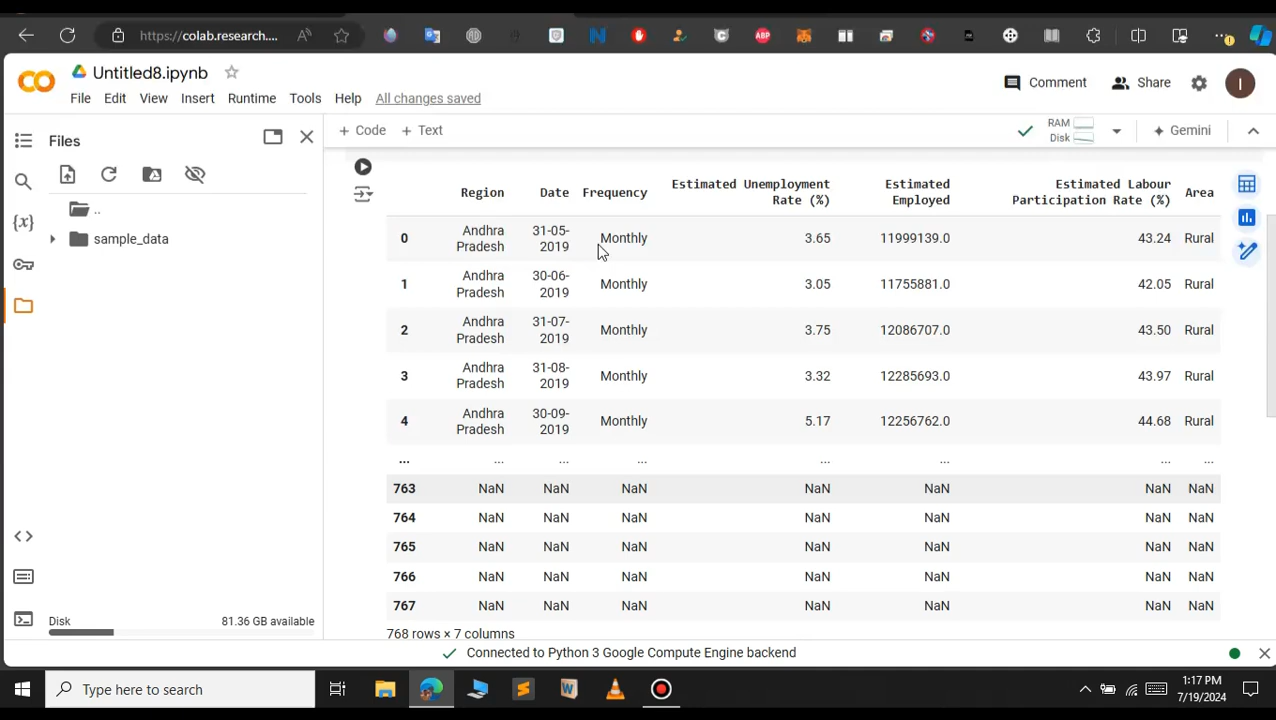 https://colab.research....
Untitled8.ipynb
Comment
Share
I
File Edit View Insert Runtime Tools Help All changes saved
Files
+ Code + Text
RAM
Disk
Gemini
..
sample_data
Region Date Frequency Estimated Unemployment Rate (%) Estimated Employed Estimated Labour Participation Rate (%) Area
0 Andhra Pradesh 31-05-2019 Monthly 3.65 11999139.0 43.24 Rural
1 Andhra Pradesh 30-06-2019 Monthly 3.05 11755881.0 42.05 Rural
2 Andhra Pradesh 31-07-2019 Monthly 3.75 12086707.0 43.50 Rural
3 Andhra Pradesh 31-08-2019 Monthly 3.32 12285693.0 43.97 Rural
4 Andhra Pradesh 30-09-2019 Monthly 5.17 12256762.0 44.68 Rural
... ... ... ... ... ... ... ...
763 NaN NaN NaN NaN NaN NaN NaN
764 NaN NaN NaN NaN NaN NaN NaN
765 NaN NaN NaN NaN NaN NaN NaN
766 NaN NaN NaN NaN NaN NaN NaN
767 NaN NaN NaN NaN NaN NaN NaN
768 rows × 7 columns
Disk 81.36 GB available
Connected to Python 3 Google Compute Engine backend
Type here to search
1:17 PM
7/19/2024